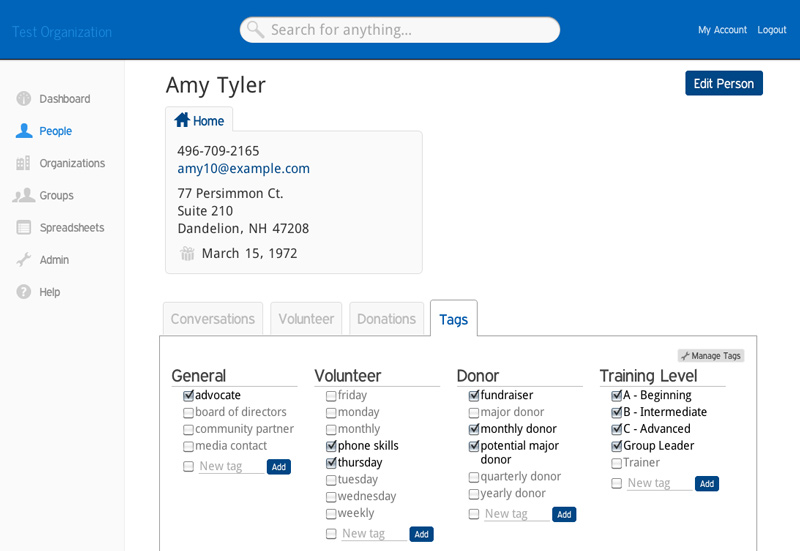 Test Organization
Search for anything...
My Account Logout
Dashboard
People
Organizations
Groups
Spreadsheets
Admin
Help
Amy Tyler
Edit Person
Home
496-709-2165
amy10@example.com
77 Persimmon Ct.
Suite 210
Dandelion, NH 47208
March 15, 1972
Conversations Volunteer Donations Tags
Manage Tags
General
advocate
board of directors
community partner
media contact
New tag Add
Volunteer
friday
monday
monthly
phone skills
thursday
tuesday
wednesday
weekly
New tag Add
Donor
fundraiser
major donor
monthly donor
potential major
donor
quarterly donor
yearly donor
New tag Add
Training Level
A - Beginning
B - Intermediate
C - Advanced
Group Leader
Trainer
New tag Add